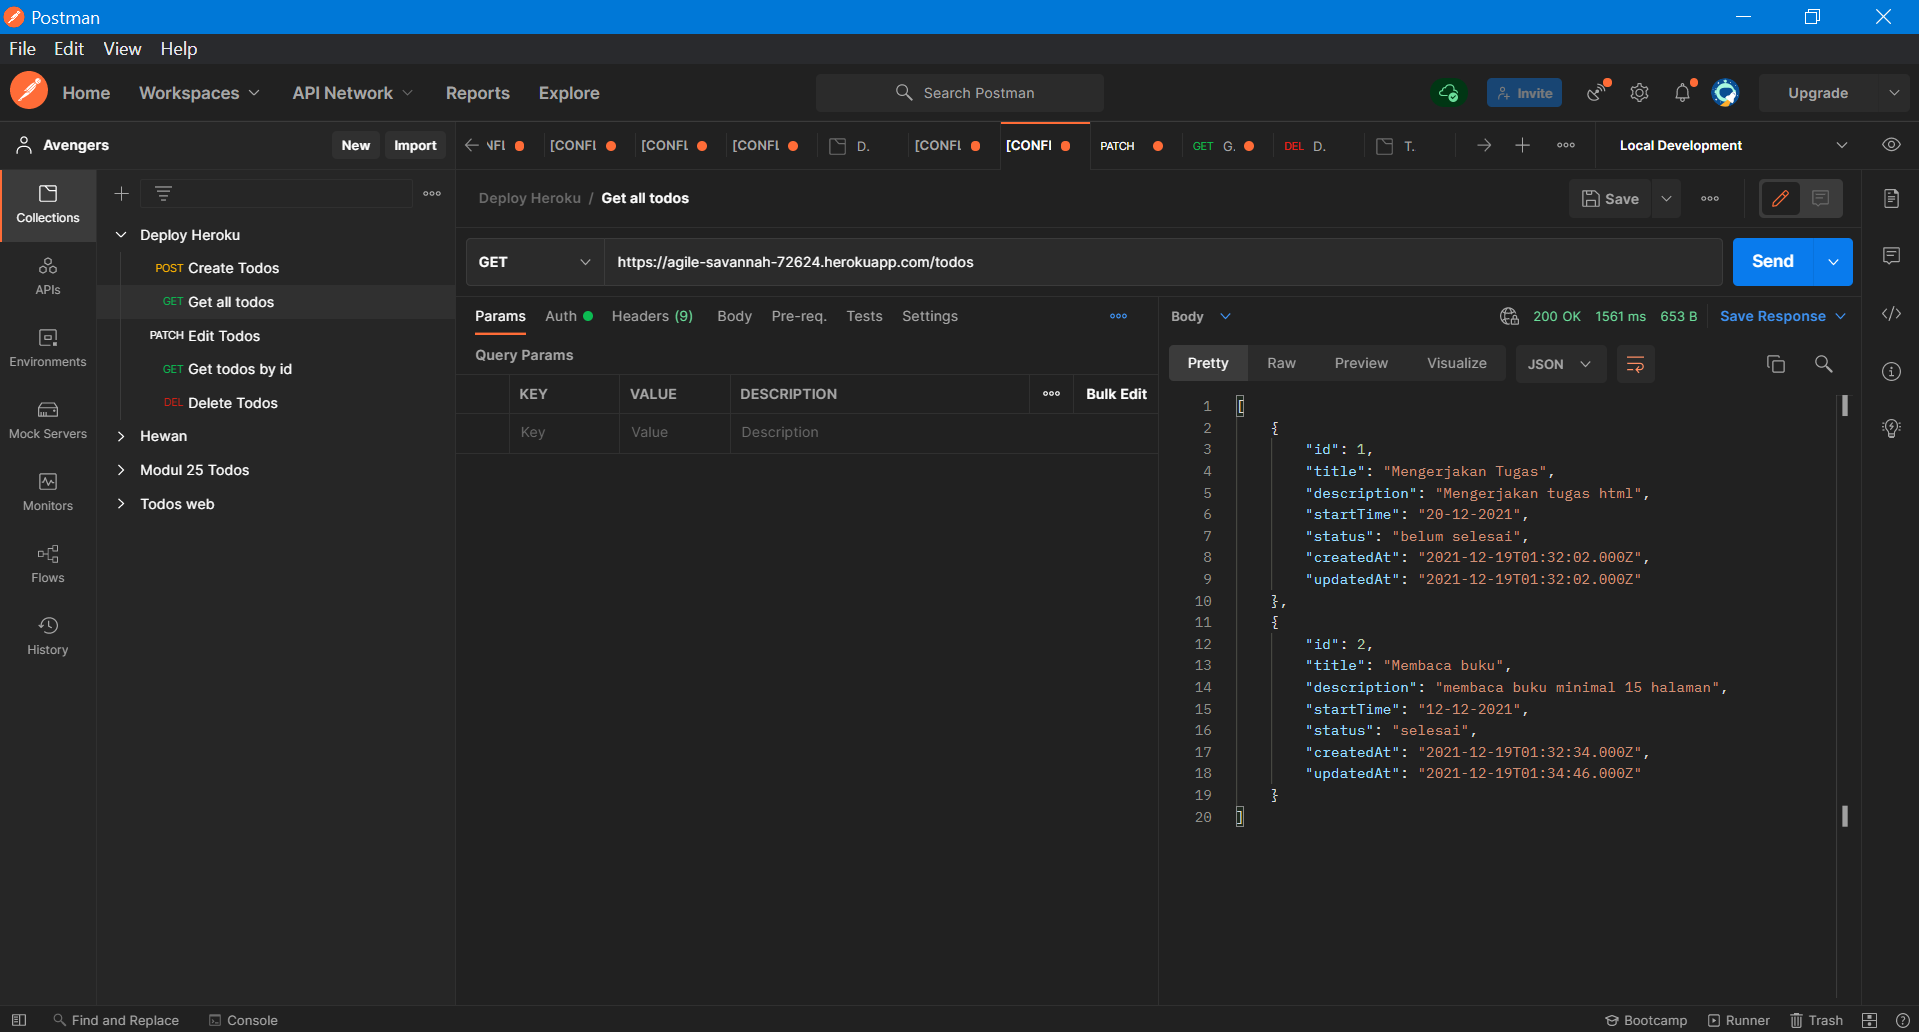 Postman
File Edit View Help
Home Workspaces API Network Reports Explore Search Postman Invite Upgrade
Avengers New Import NFL [CONFL [CONFL [CONFL D. [CONFL [CONFL PATCH GET G. DEL D. T. Local Development
Collections
APIs
Environments
Mock Servers
Monitors
Flows
History
Deploy Heroku
POST Create Todos
GET Get all todos
PATCH Edit Todos
GET Get todos by id
DEL Delete Todos
Hewan
Modul 25 Todos
Todos web
Deploy Heroku / Get all todos Save
GET https://agile-savannah-72624.herokuapp.com/todos Send
Params Auth Headers (9) Body Pre-req. Tests Settings
Query Params
KEY VALUE DESCRIPTION Bulk Edit
Key Value Description
Body 200 OK 1561 ms 653 B Save Response
Pretty Raw Preview Visualize JSON
1 [
2 {
3 "id": 1,
4 "title": "Mengerjakan Tugas",
5 "description": "Mengerjakan tugas html",
6 "startTime": "20-12-2021",
7 "status": "belum selesai",
8 "createdAt": "2021-12-19T01:32:02.000Z",
9 "updatedAt": "2021-12-19T01:32:02.000Z"
10 },
11 {
12 "id": 2,
13 "title": "Membaca buku",
14 "description": "membaca buku minimal 15 halaman",
15 "startTime": "12-12-2021",
16 "status": "selesai",
17 "createdAt": "2021-12-19T01:32:34.000Z",
18 "updatedAt": "2021-12-19T01:34:46.000Z"
19 }
20 ]
Find and Replace Console Bootcamp Runner Trash